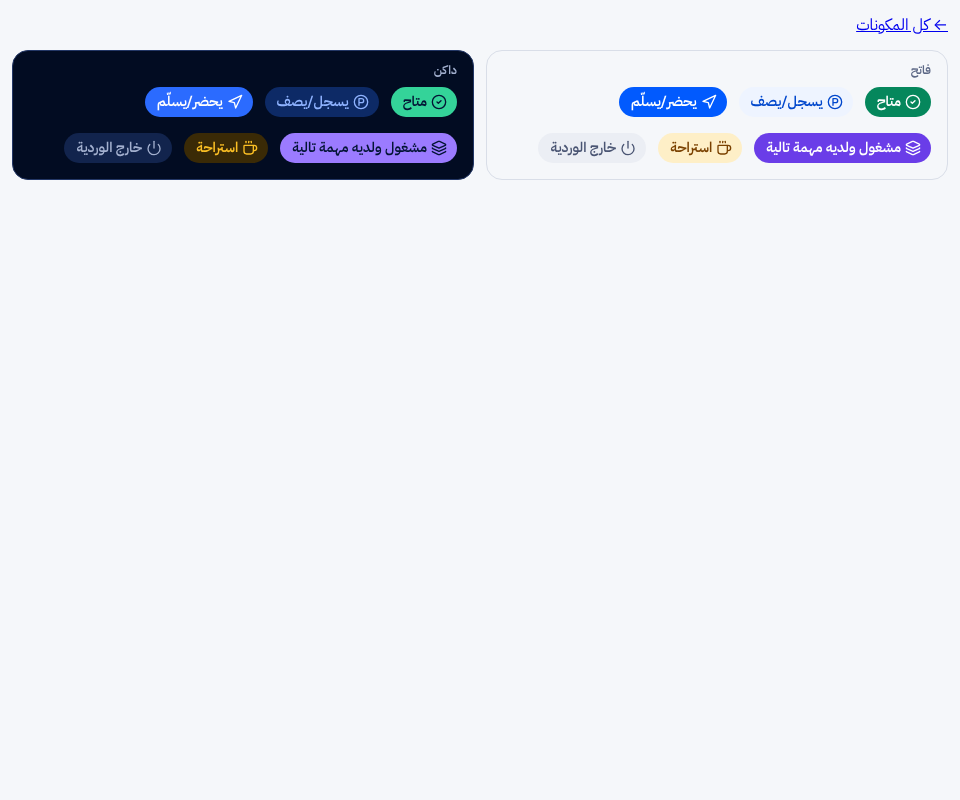 ← كل المكونات
فاتح
متاح
يسجل/يصف
يحضر/يسلّم
مشغول ولديه مهمة تالية
استراحة
خارج الوردية
داكن
متاح
يسجل/يصف
يحضر/يسلّم
مشغول ولديه مهمة تالية
استراحة
خارج الوردية